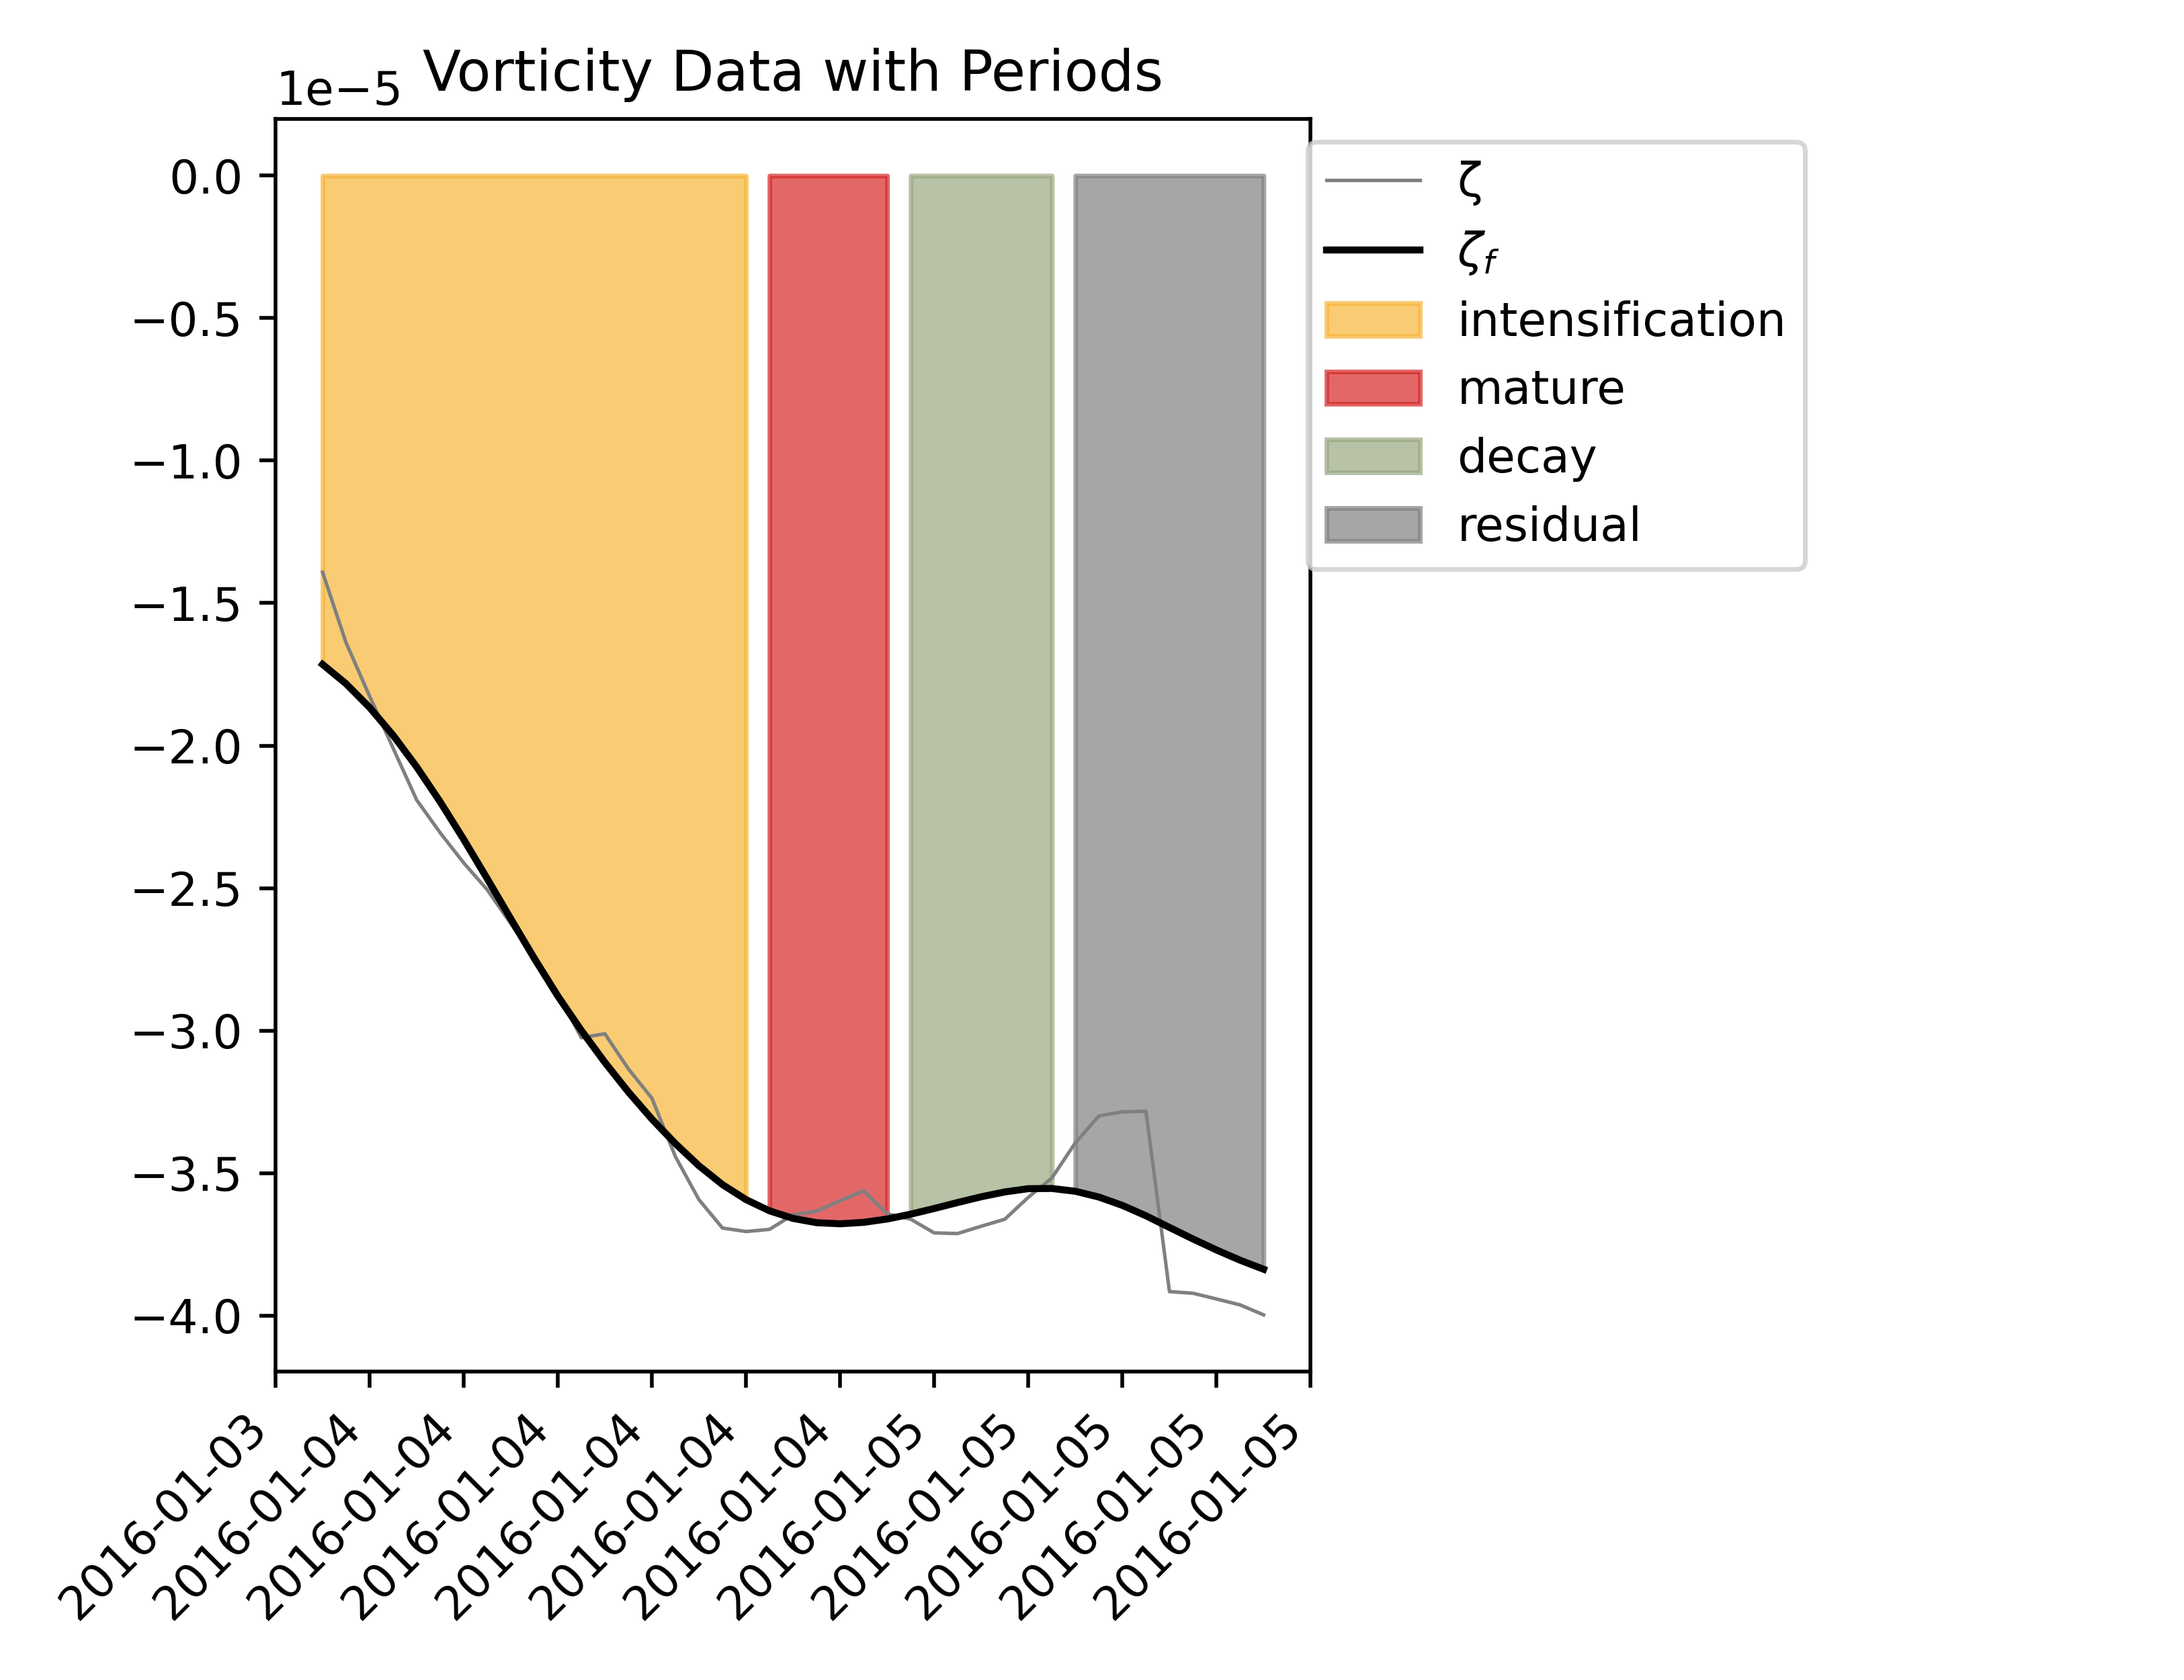 Vorticity Data with Periods
1e−5
0.0
−0.5
−1.0
−1.5
−2.0
−2.5
−3.0
−3.5
−4.0
ζ
ζf
intensification
mature
decay
residual
2016-01-03
2016-01-04
2016-01-04
2016-01-04
2016-01-04
2016-01-04
2016-01-04
2016-01-05
2016-01-05
2016-01-05
2016-01-05
2016-01-05